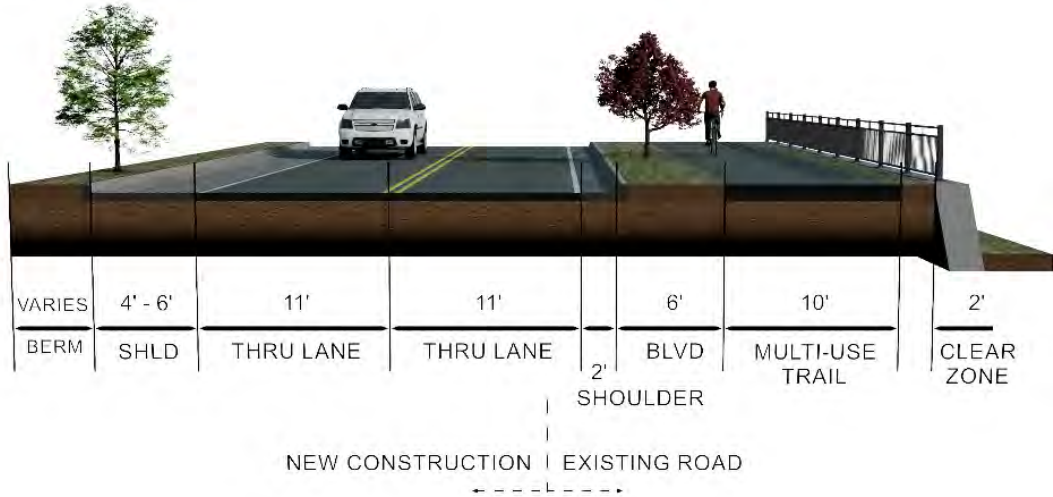 VARIES 4' - 6' 11' 11' 6' 10' 2'
BERM SHLD THRU LANE THRU LANE BLVD MULTI-USE CLEAR
TRAIL ZONE
2'
SHOULDER
NEW CONSTRUCTION EXISTING ROAD